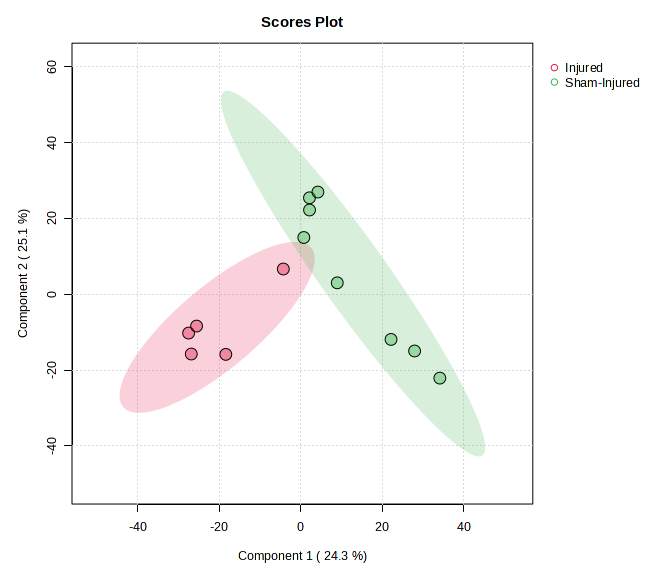 Scores Plot
Injured
Sham-Injured
60
40
20
0
-20
-40
Component 2 ( 25.1 %)
-40
-20
0
20
40
Component 1 ( 24.3 %)